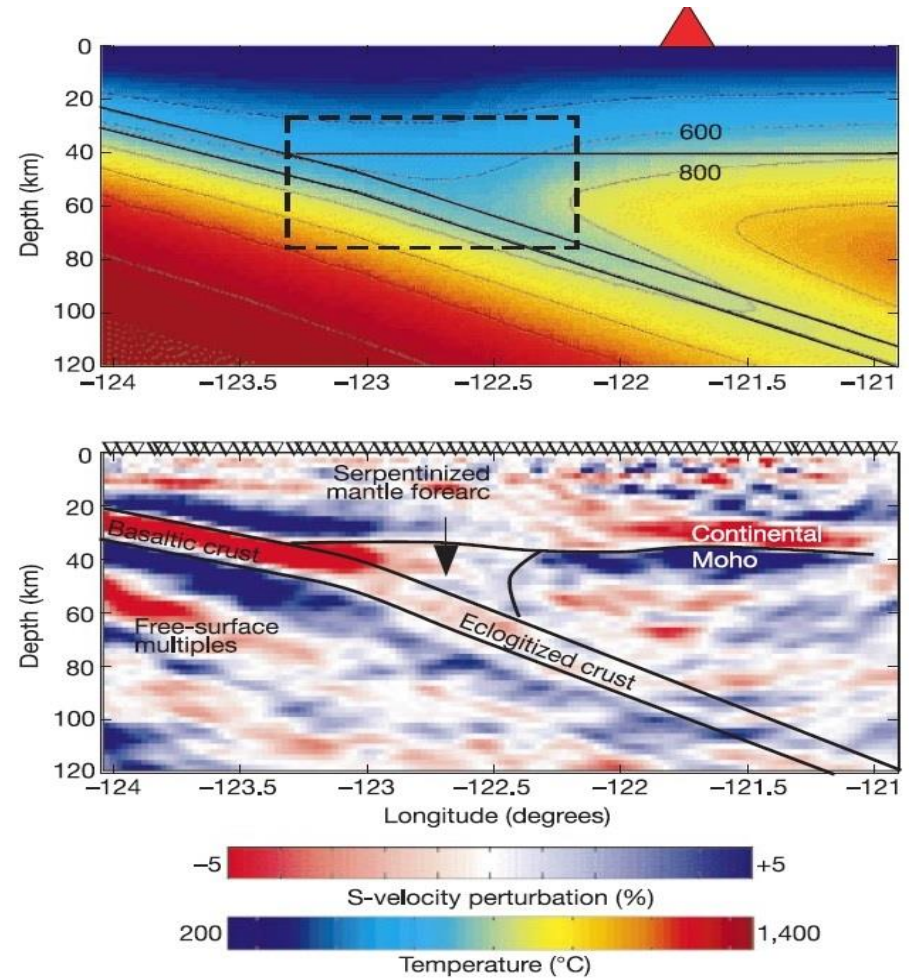 0
20
40
60
80
100
120
Depth (km)
600
800
−124
−123.5
−123
−122.5
−122
−121.5
−121
0
20
40
60
80
100
120
Depth (km)
Serpentinized
mantle forearc
Basaltic crust
Continental
Moho
Free-surface
multiples
Eclogitized crust
−124
−123.5
−123
−122.5
−122
−121.5
−121
Longitude (degrees)
−5
+5
S-velocity perturbation (%)
200
1,400
Temperature (°C)